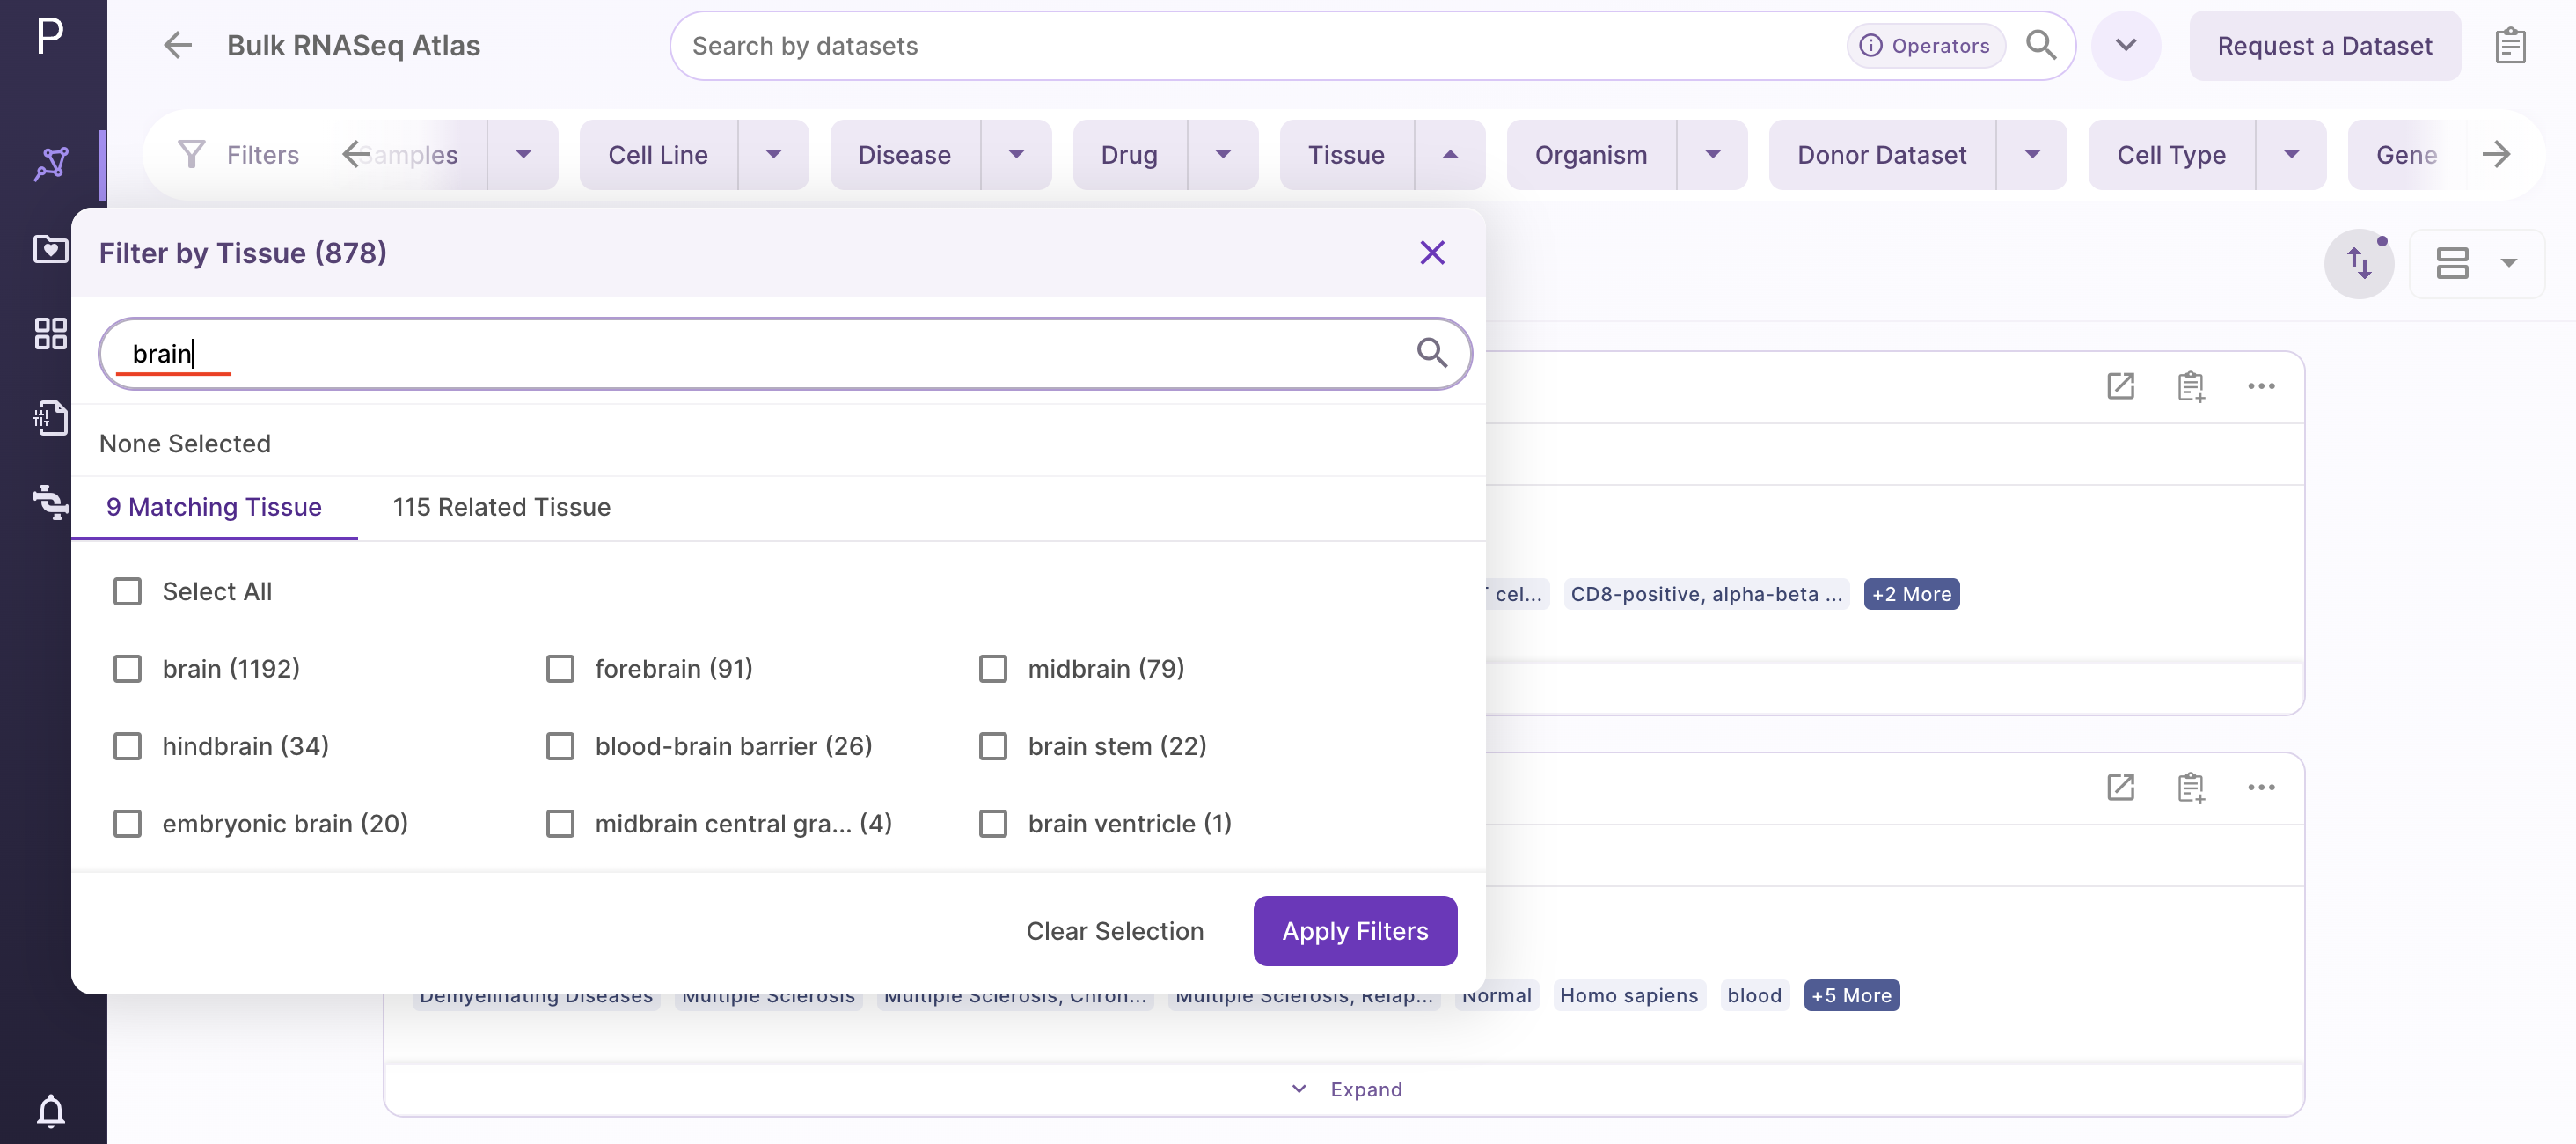 P
Bulk RNASeq Atlas
Search by datasets
Operators
Request a Dataset
Filters
Samples
Cell Line
Disease
Drug
Tissue
Organism
Donor Dataset
Cell Type
Gene
Filter by Tissue (878)
brain
None Selected
9 Matching Tissue
115 Related Tissue
Select All
brain (1192)
forebrain (91)
midbrain (79)
hindbrain (34)
blood-brain barrier (26)
brain stem (22)
embryonic brain (20)
midbrain central gra... (4)
brain ventricle (1)
Clear Selection
Apply Filters
cel...
CD8-positive, alpha-beta ...
+2 More
Demyelinating Diseases
Multiple Sclerosis
Multiple Sclerosis, Chron...
Multiple Sclerosis, Relap...
Normal
Homo sapiens
blood
+5 More
Expand